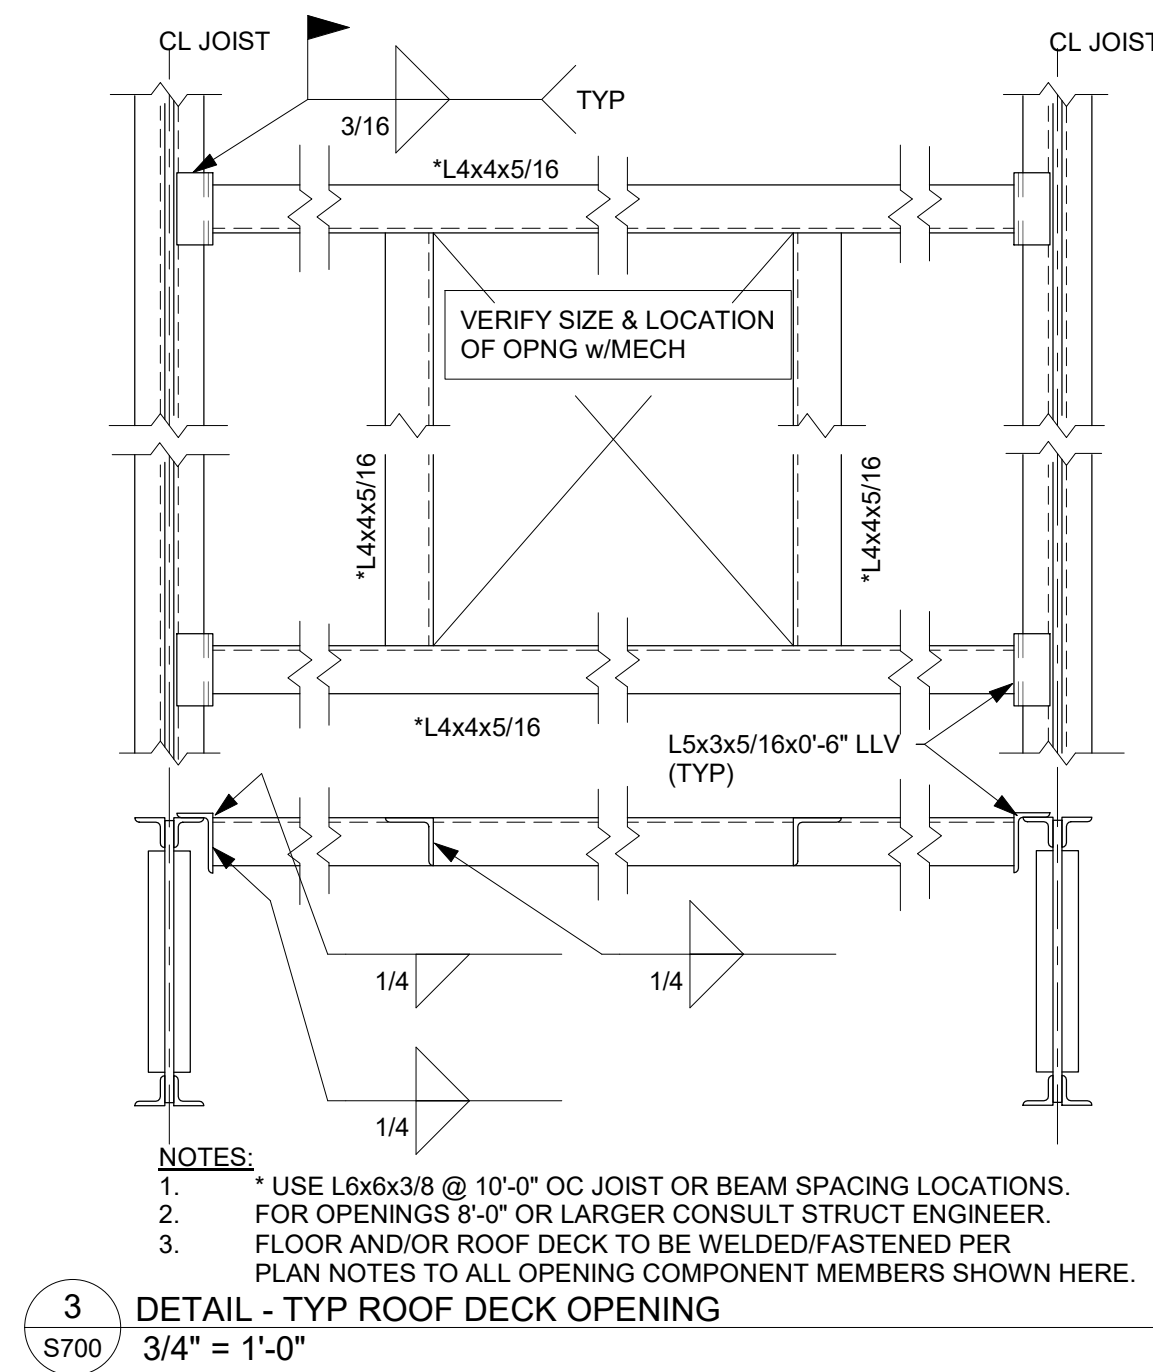 CL JOIST
CL JOIST
3/16
TYP
*L4x4x5/16
VERIFY SIZE & LOCATION
OF OPNG w/MECH
*L4x4x5/16
*L4x4x5/16
*L4x4x5/16
L5x3x5/16x0'-6" LLV
(TYP)
1/4
1/4
1/4
NOTES:
1. * USE L6x6x3/8 @ 10'-0" OC JOIST OR BEAM SPACING LOCATIONS.
2. FOR OPENINGS 8'-0" OR LARGER CONSULT STRUCT ENGINEER.
3. FLOOR AND/OR ROOF DECK TO BE WELDED/FASTENED PER
PLAN NOTES TO ALL OPENING COMPONENT MEMBERS SHOWN HERE.
3 DETAIL - TYP ROOF DECK OPENING
S700 3/4" = 1'-0"